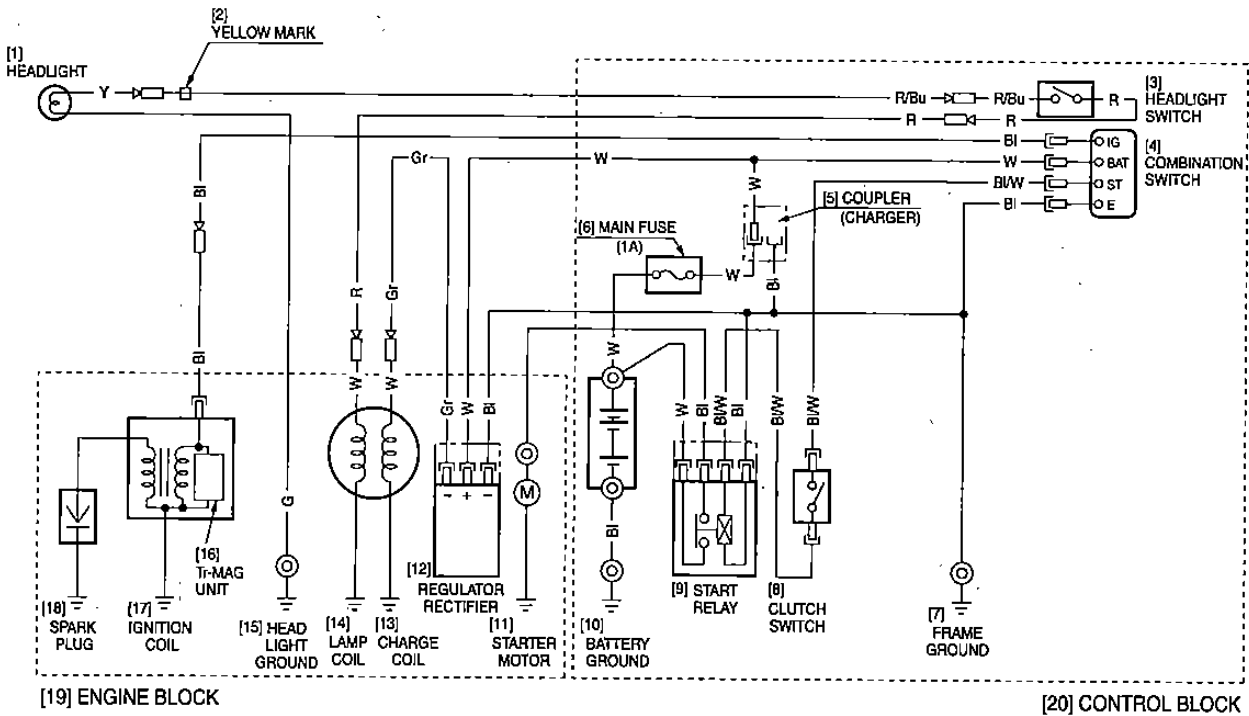 [2]
YELLOW MARK
[1]
HEADLIGHT
Y
R/Bu
R/Bu
R
[3]
HEADLIGHT
SWITCH
R
R
Bl
IG
W
BAT
Bl/W
ST
Bl
E
[4]
COMBINATION
SWITCH
Gr
W
W
Bl
[5] COUPLER
(CHARGER)
[6] MAIN FUSE
(1A)
W
Bl
R
Gr
Bl
W
W
W
Gr
W
Bl
W
Bl
Bl/W
Bl
Bl/W
Bl/W
M
G
Bl
[16]
Tr-MAG
UNIT
[12]
REGULATOR
RECTIFIER
[9] START
RELAY
[8]
CLUTCH
SWITCH
[18]
SPARK
PLUG
[17]
IGNITION
COIL
[15] HEAD
LIGHT
GROUND
[14]
LAMP
COIL
[13]
CHARGE
COIL
[11]
STARTER
MOTOR
[10]
BATTERY
GROUND
[7]
FRAME
GROUND
[19] ENGINE BLOCK
[20] CONTROL BLOCK